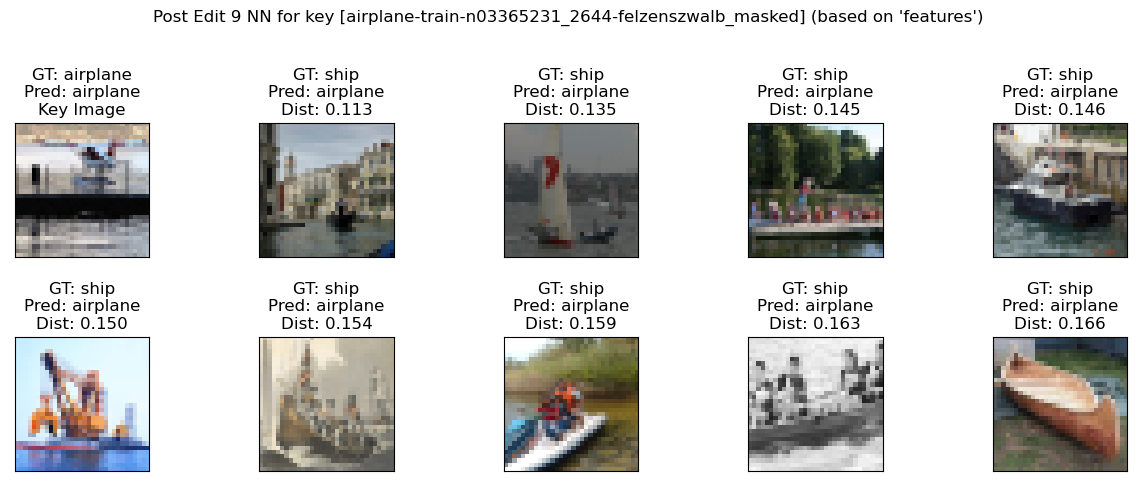 Post Edit 9 NN for key [airplane-train-n03365231_2644-felzenszwalb_masked] (based on 'features')
GT: airplane
Pred: airplane
Key Image
GT: ship
Pred: airplane
Dist: 0.113
GT: ship
Pred: airplane
Dist: 0.135
GT: ship
Pred: airplane
Dist: 0.145
GT: ship
Pred: airplane
Dist: 0.146
GT: ship
Pred: airplane
Dist: 0.150
GT: ship
Pred: airplane
Dist: 0.154
GT: ship
Pred: airplane
Dist: 0.159
GT: ship
Pred: airplane
Dist: 0.163
GT: ship
Pred: airplane
Dist: 0.166